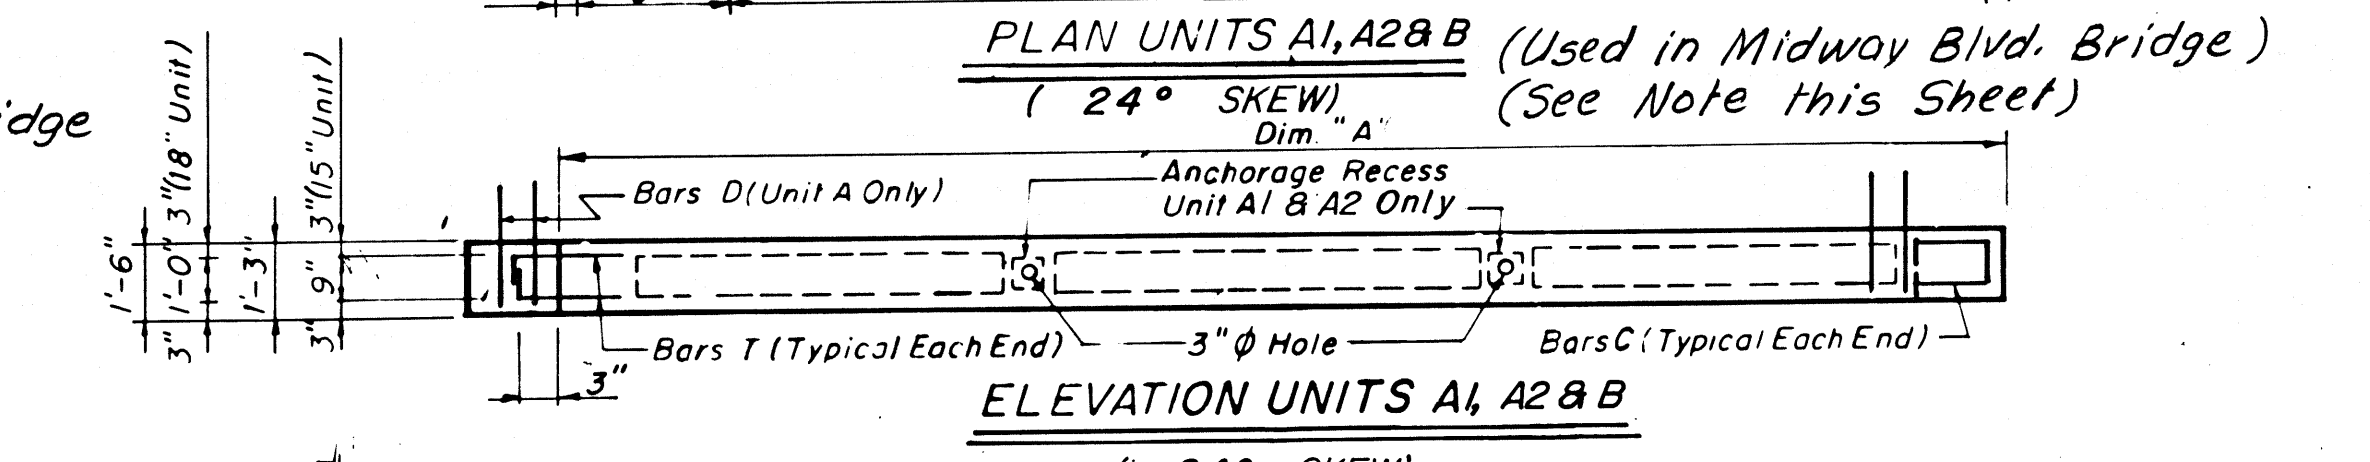 PLAN UNITS A1, A2 & B (Used in Midway Blvd. Bridge)
( 24° SKEW) (See Note this Sheet)
Dim. "A"
Bars D(Unit A Only)
Anchorage Recess
Unit A1 & A2 Only
3"(18" Unit)
3"(15" Unit)
1'-6"
1'-0"
1'-3"
9"
3"
3"
Bars T (Typical Each End)
3" ϕ Hole
Bars C (Typical Each End)
3"
ELEVATION UNITS A1, A2 & B
SKEW)